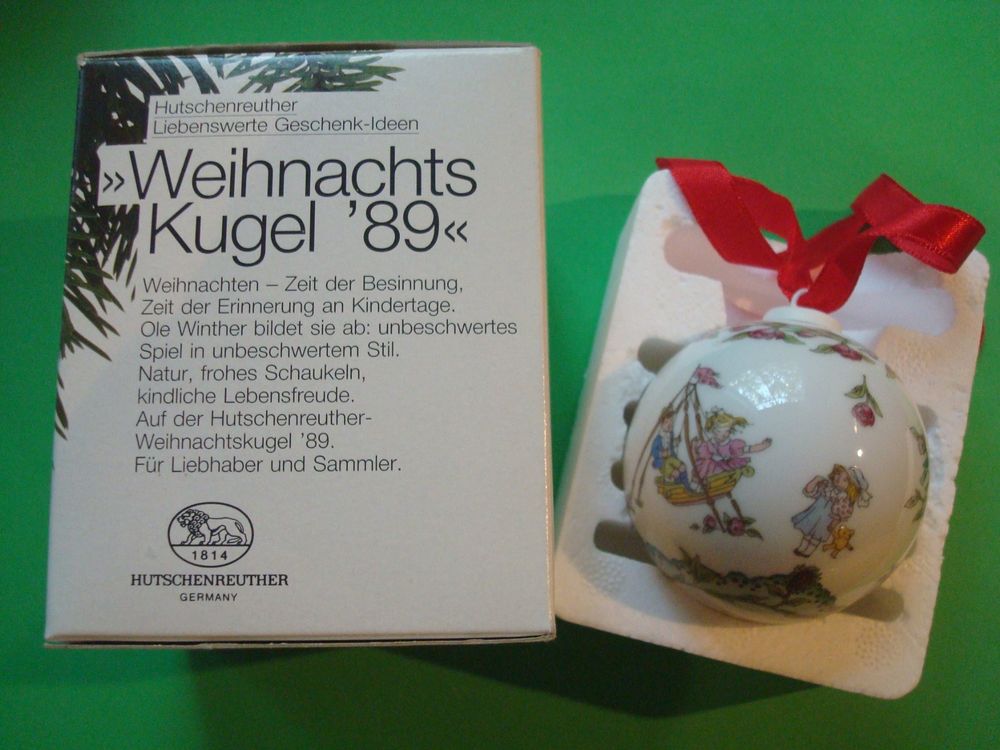 Hutschenreuther
Liebenswerte Geschenk-Ideen
»Weihnachts
Kugel ’89«
Weihnachten – Zeit der Besinnung,
Zeit der Erinnerung an Kindertage.
Ole Winther bildet sie ab: unbeschwertes
Spiel in unbeschwertem Stil.
Natur, frohes Schaukeln,
kindliche Lebensfreude.
Auf der Hutschenreuther-
Weihnachtskugel ’89.
Für Liebhaber und Sammler.
1814
HUTSCHENREUTHER
GERMANY